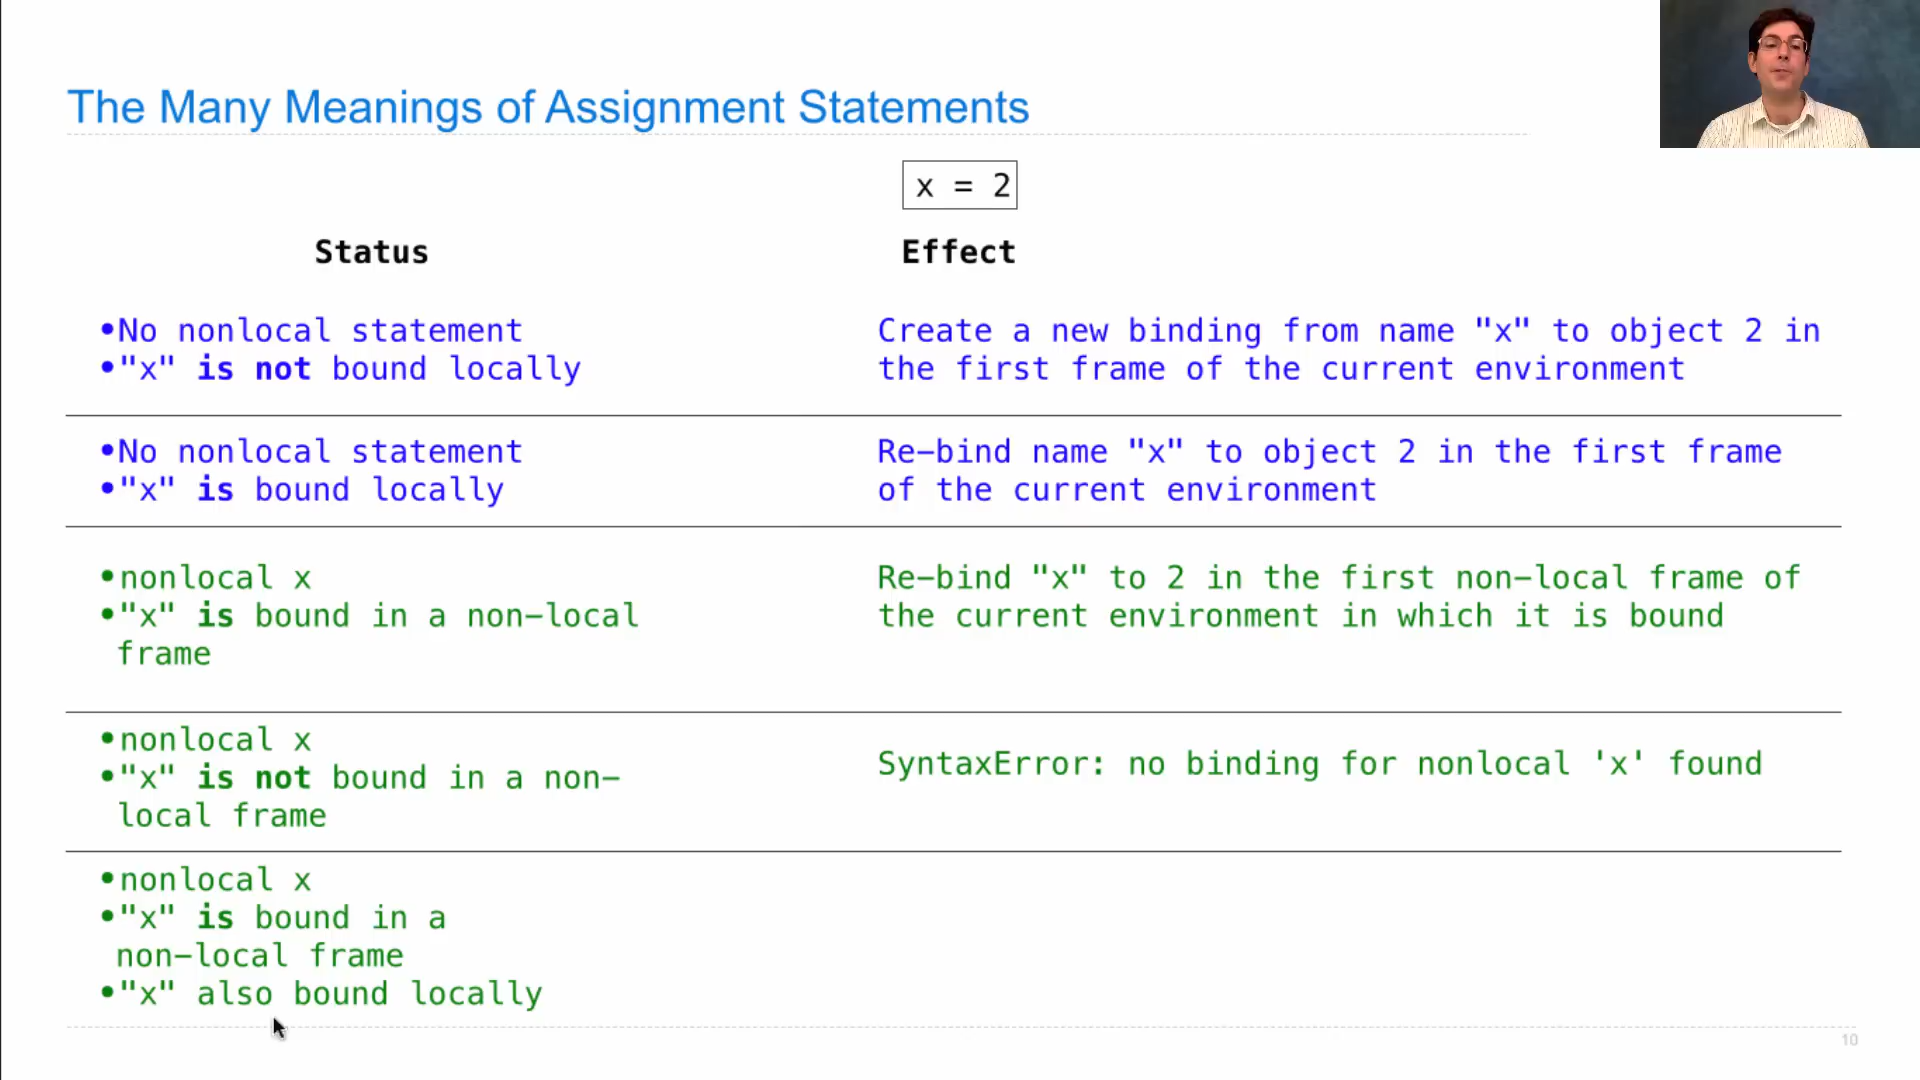 The Many Meanings of Assignment Statements
x = 2
Status
Effect
•No nonlocal statement
•"x" is not bound locally
Create a new binding from name "x" to object 2 in
the first frame of the current environment
•No nonlocal statement
•"x" is bound locally
Re-bind name "x" to object 2 in the first frame
of the current environment
•nonlocal x
•"x" is bound in a non-local
frame
Re-bind "x" to 2 in the first non-local frame of
the current environment in which it is bound
•nonlocal x
•"x" is not bound in a non-
local frame
SyntaxError: no binding for nonlocal 'x' found
•nonlocal x
•"x" is bound in a
non-local frame
•"x" also bound locally
10